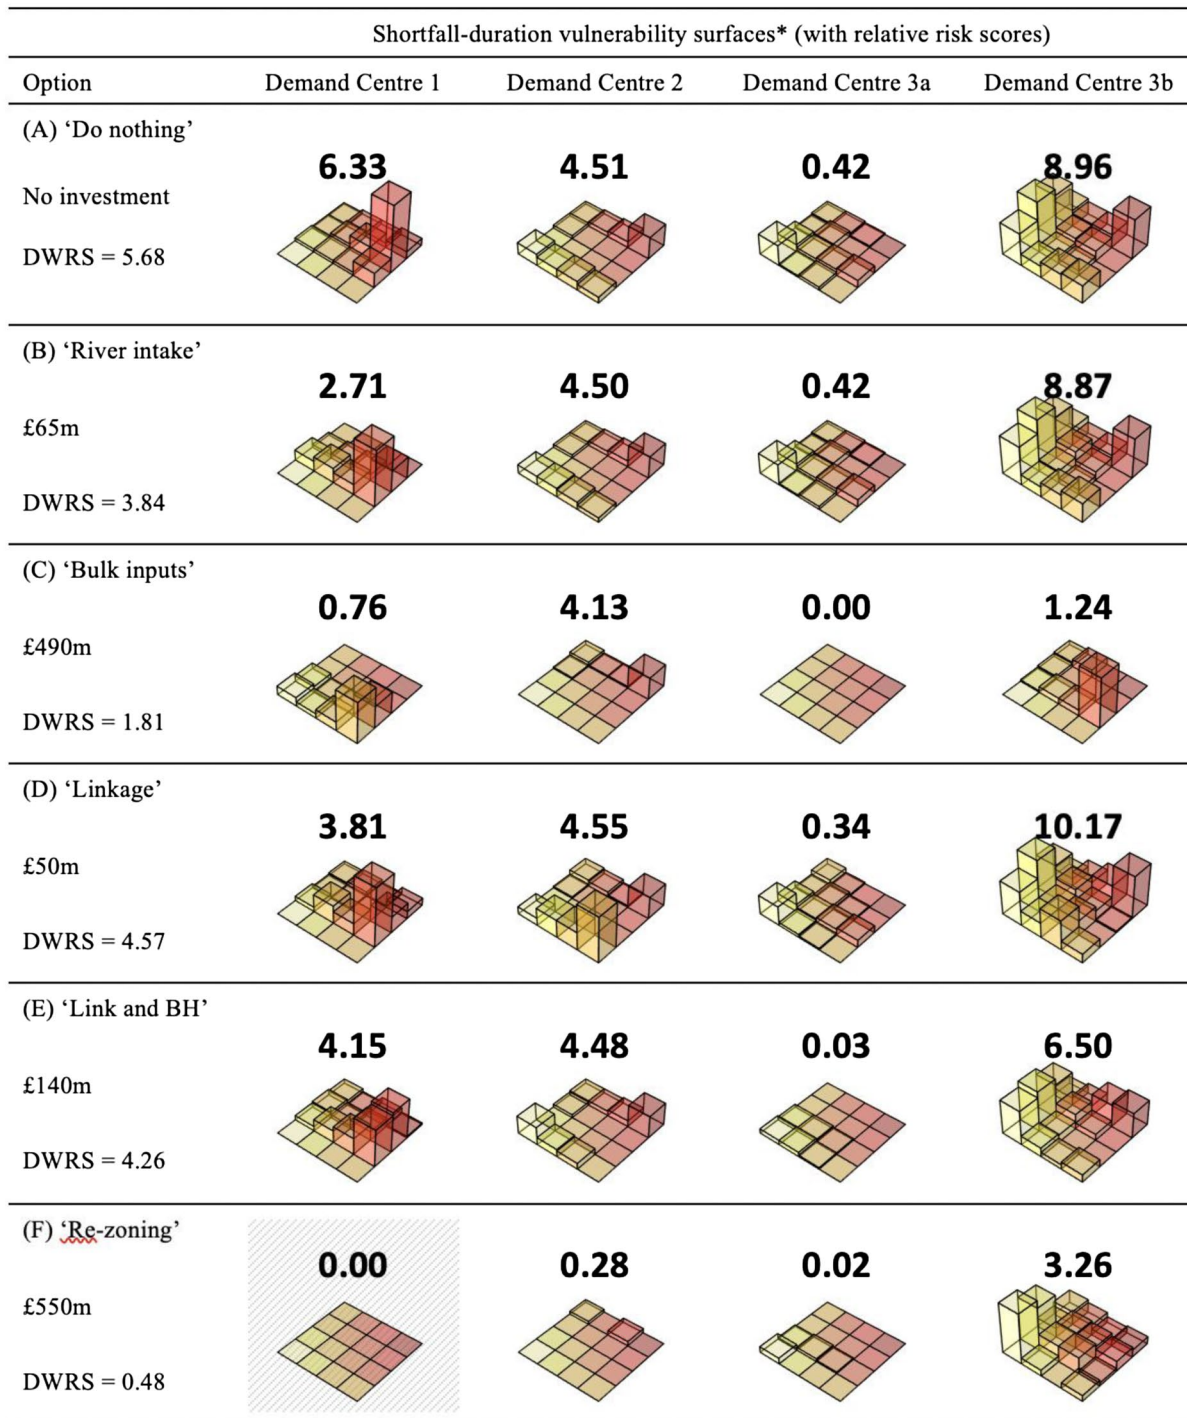 Shortfall-duration vulnerability surfaces* (with relative risk scores)
Option Demand Centre 1 Demand Centre 2 Demand Centre 3a Demand Centre 3b
(A) ‘Do nothing’
6.33 4.51 0.42 8.96
No investment
DWRS = 5.68
(B) ‘River intake’
2.71 4.50 0.42 8.87
£65m
DWRS = 3.84
(C) ‘Bulk inputs’
0.76 4.13 0.00 1.24
£490m
DWRS = 1.81
(D) ‘Linkage’
3.81 4.55 0.34 10.17
£50m
DWRS = 4.57
(E) ‘Link and BH’
4.15 4.48 0.03 6.50
£140m
DWRS = 4.26
(F) ‘Re-zoning’
0.00 0.28 0.02 3.26
£550m
DWRS = 0.48